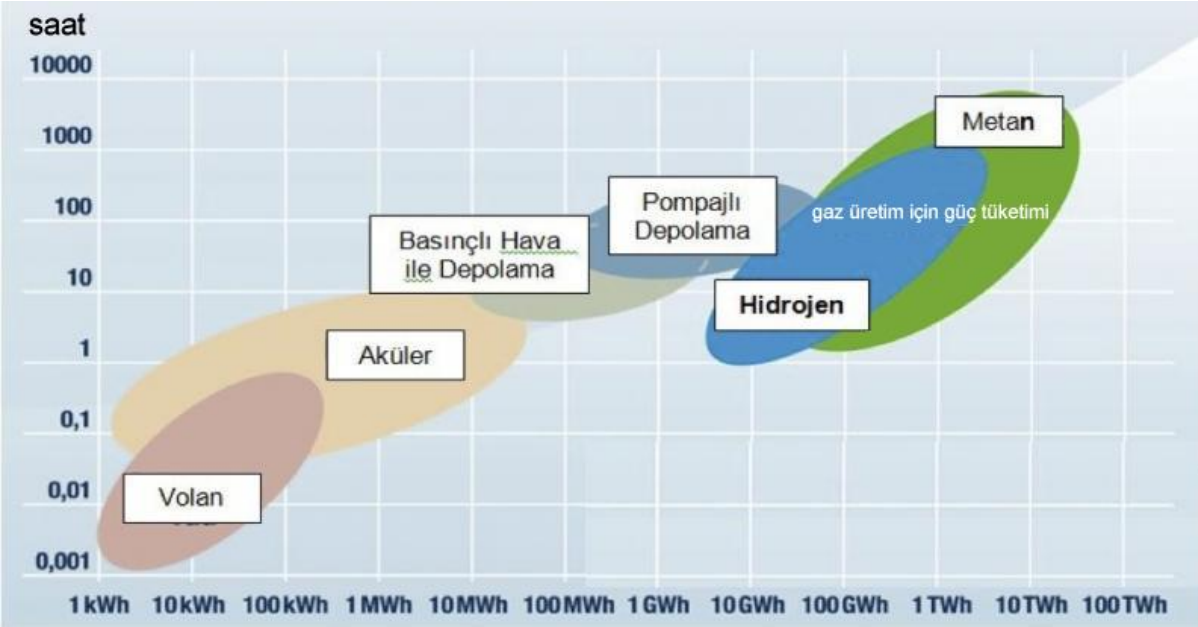 saat
10000
1000
100
10
1
0,1
0,01
0,001
Metan
Pompajlı
Depolama
gaz üretim için güç tüketimi
Basınçlı Hava
ile Depolama
Hidrojen
Aküler
Volan
1 kWh 10 kWh 100 kWh 1 MWh 10 MWh 100 MWh 1 GWh 10 GWh 100 GWh 1 TWh 10 TWh 100 TWh